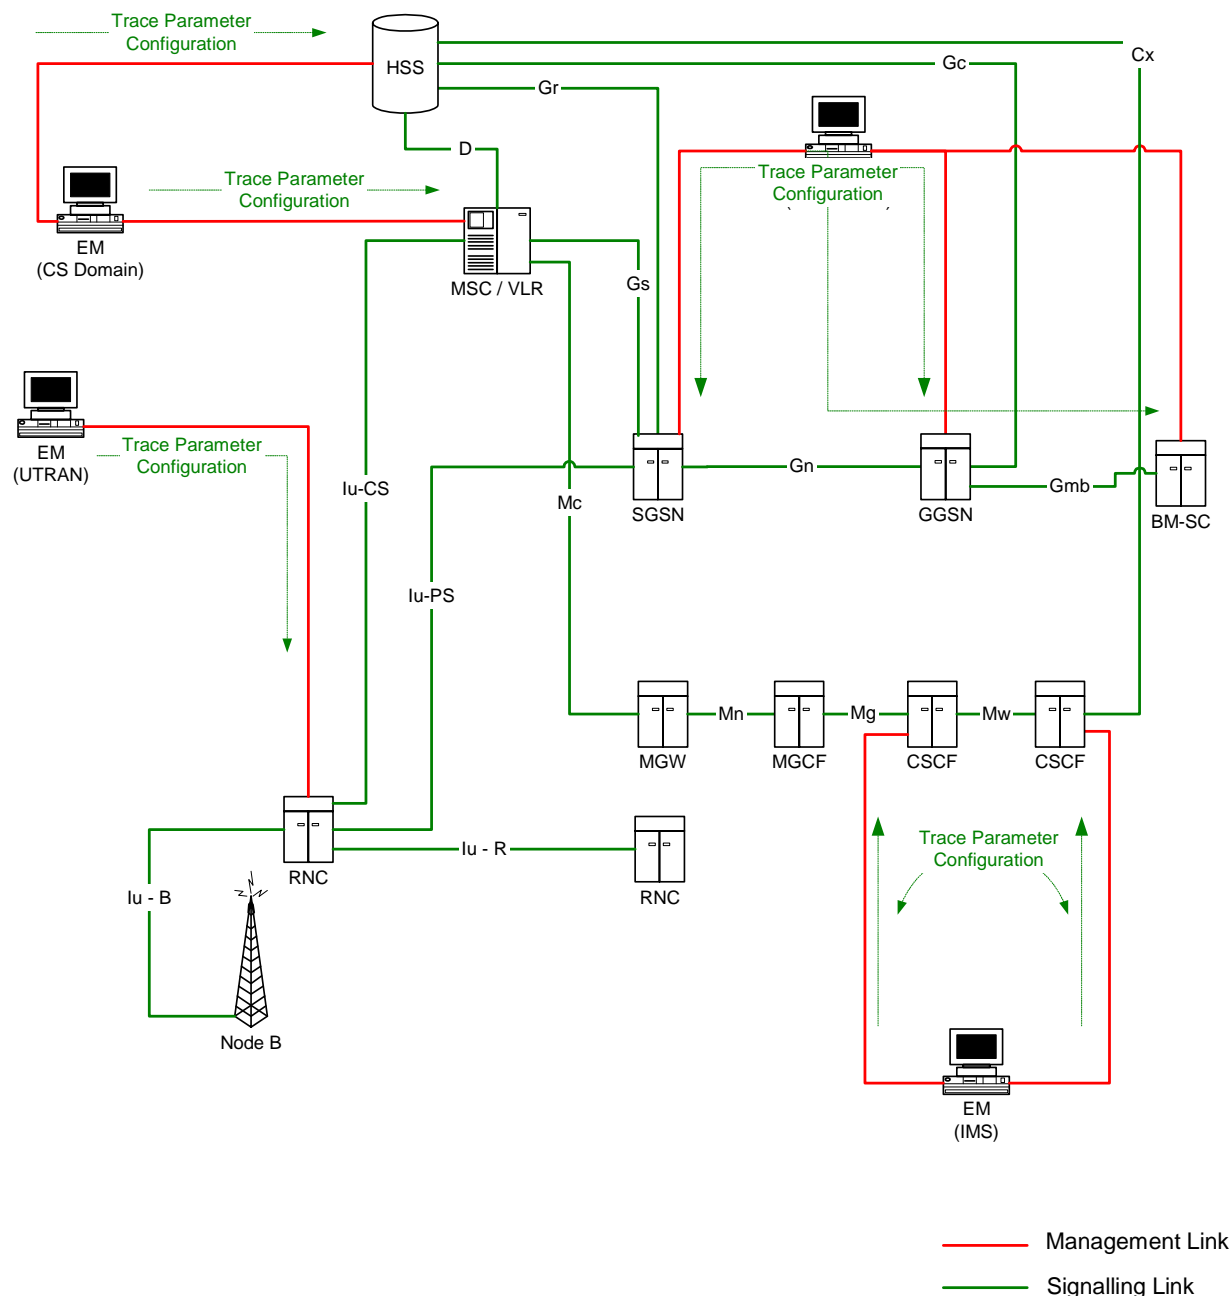 Trace Parameter
Configuration
HSS
Cx
Gc
Gr
D
Trace Parameter
Configuration
Trace Parameter
Configuration
EM
(CS Domain)
MSC / VLR
Gs
EM
(UTRAN)
Trace Parameter
Configuration
Iu-CS
Mc
Gn
Gmb
SGSN
GGSN
BM-SC
Iu-PS
Mn
Mg
Mw
MGW
MGCF
CSCF
CSCF
Iu - R
RNC
RNC
Trace Parameter
Configuration
Iu - B
Node B
EM
(IMS)
Management Link
Signalling Link